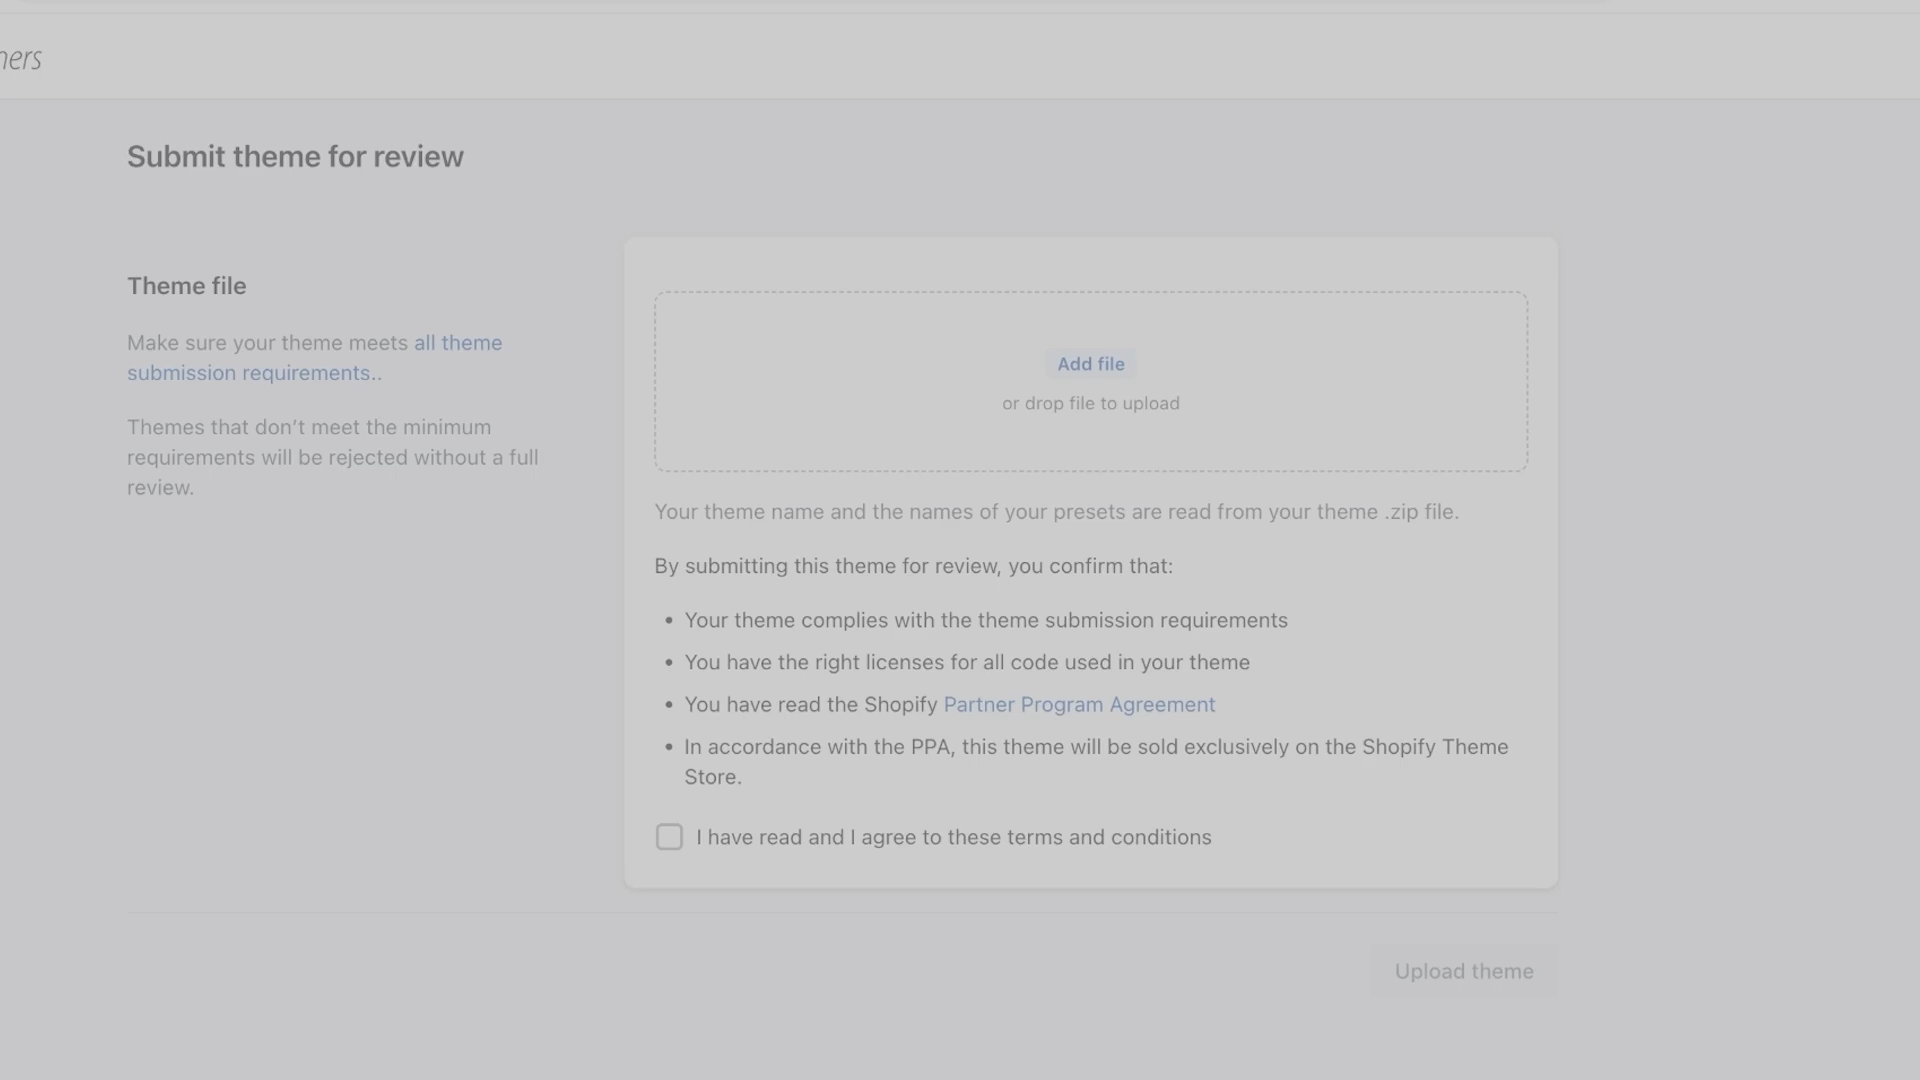 ners
Submit theme for review
Theme file
Make sure your theme meets all theme
submission requirements..
Themes that don’t meet the minimum
requirements will be rejected without a full
review.
Add file
or drop file to upload
Your theme name and the names of your presets are read from your theme .zip file.
By submitting this theme for review, you confirm that:
• Your theme complies with the theme submission requirements
• You have the right licenses for all code used in your theme
• You have read the Shopify Partner Program Agreement
• In accordance with the PPA, this theme will be sold exclusively on the Shopify Theme
Store.
I have read and I agree to these terms and conditions
Upload theme